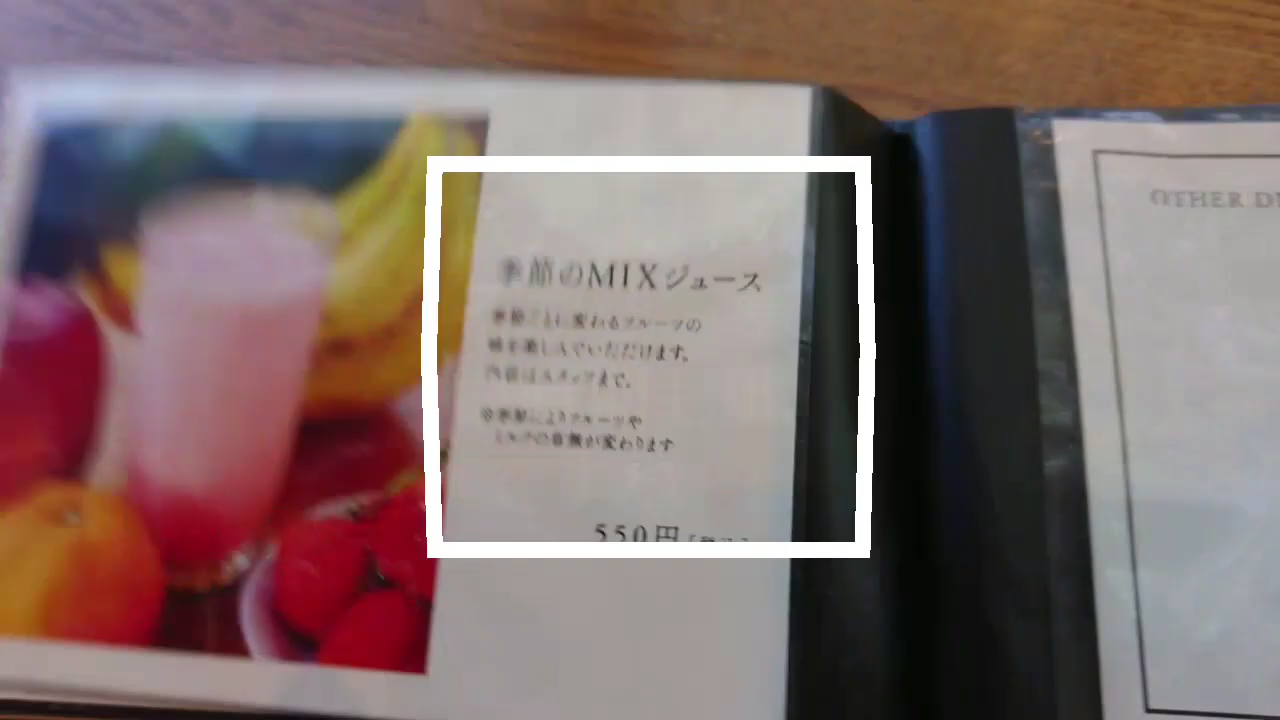 季節のMIXジュース
季節ごとに変わるフルーツの
味を楽しんでいただけます。
内容はスタッフまで。
※季節によりフルーツや
ミルクの有無が変わります
550円[税込]
OTHER